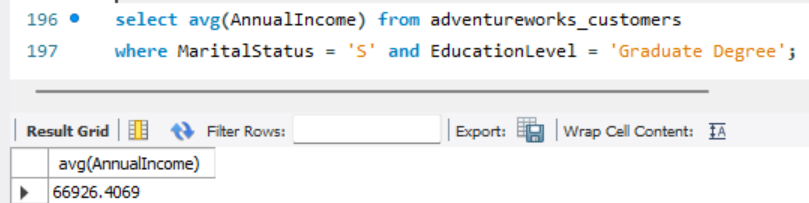 196 select avg(AnnualIncome) from adventureworks_customers
197 where MaritalStatus = 'S' and EducationLevel = 'Graduate Degree';
Result Grid Filter Rows: Export: Wrap Cell Content: IA
avg(AnnualIncome)
66926.4069